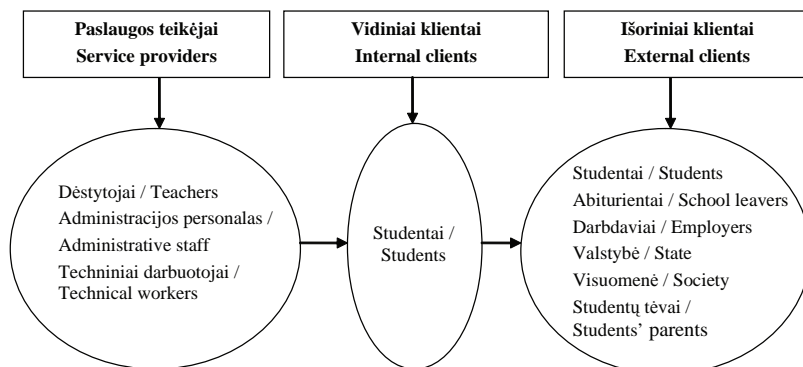 Paslaugos teikėjai
Service providers
Vidiniai klientai
Internal clients
Išoriniai klientai
External clients
Dėstytojai / Teachers
Administracijos personalas /
Administrative staff
Techniniai darbuotojai /
Technical workers
Studentai /
Students
Studentai / Students
Abiturientai / School leavers
Darbdaviai / Employers
Valstybė / State
Visuomenė / Society
Studentų tėvai /
Students’ parents